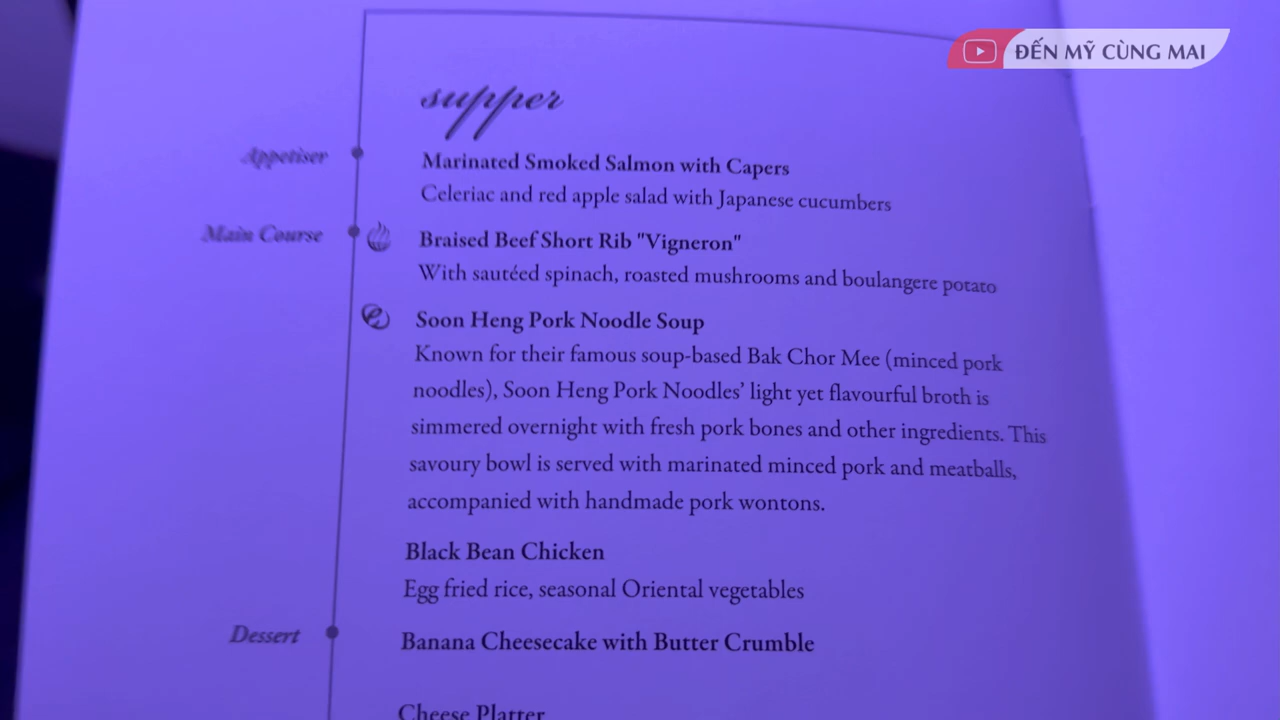 ĐẾN MỸ CÙNG MAI
supper
Appetiser
Marinated Smoked Salmon with Capers
Celeriac and red apple salad with Japanese cucumbers
Main Course
Braised Beef Short Rib "Vigneron"
With sautéed spinach, roasted mushrooms and boulangere potato
Soon Heng Pork Noodle Soup
Known for their famous soup-based Bak Chor Mee (minced pork
noodles), Soon Heng Pork Noodles’ light yet flavourful broth is
simmered overnight with fresh pork bones and other ingredients. This
savoury bowl is served with marinated minced pork and meatballs,
accompanied with handmade pork wontons.
Black Bean Chicken
Egg fried rice, seasonal Oriental vegetables
Dessert
Banana Cheesecake with Butter Crumble
Cheese Platter